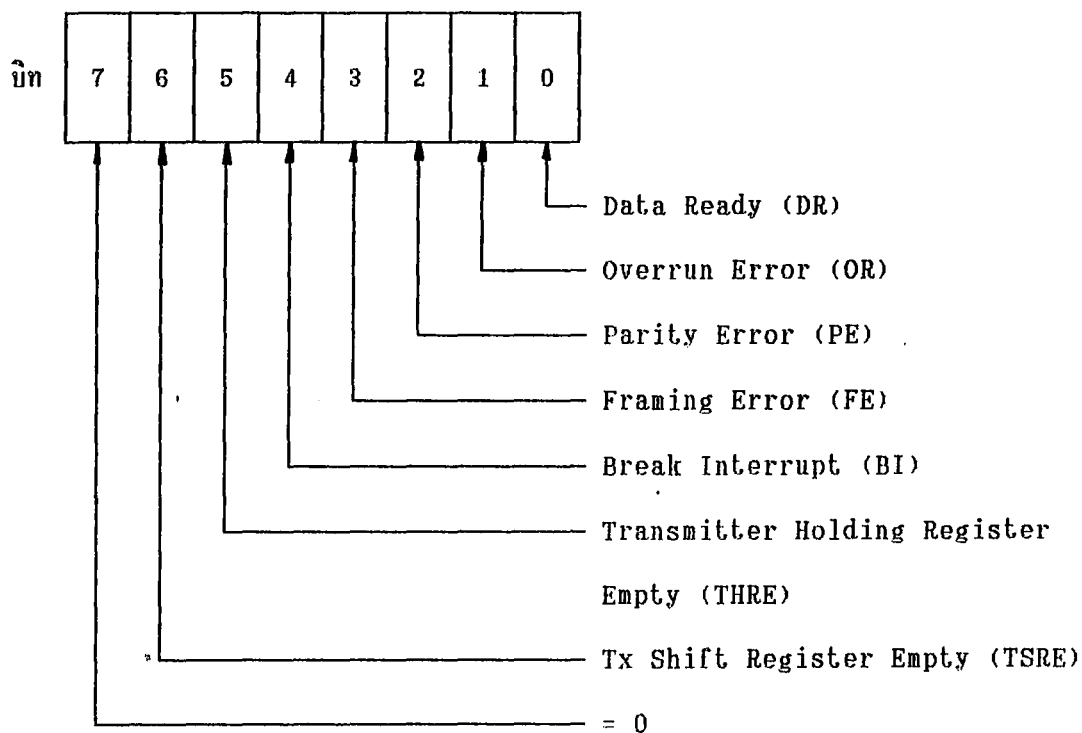 บิท 7 6 5 4 3 2 1 0
Data Ready (DR)
Overrun Error (OR)
Parity Error (PE)
Framing Error (FE)
Break Interrupt (BI)
Transmitter Holding Register
Empty (THRE)
Tx Shift Register Empty (TSRE)
= 0